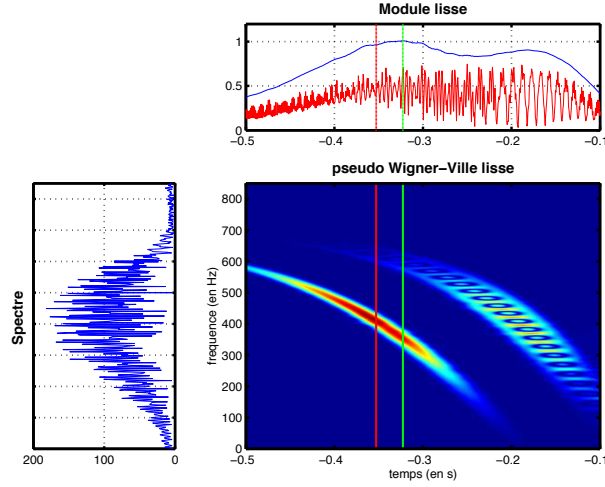 Module lisse
1
0.5
0
−0.5 −0.4 −0.3 −0.2 −0.1
pseudo Wigner−Ville lisse
800
700
600
500
400
300
200
100
0
frequence (en Hz)
−0.5 −0.4 −0.3 −0.2 −0.1
temps (en s)
Spectre
200 100 0